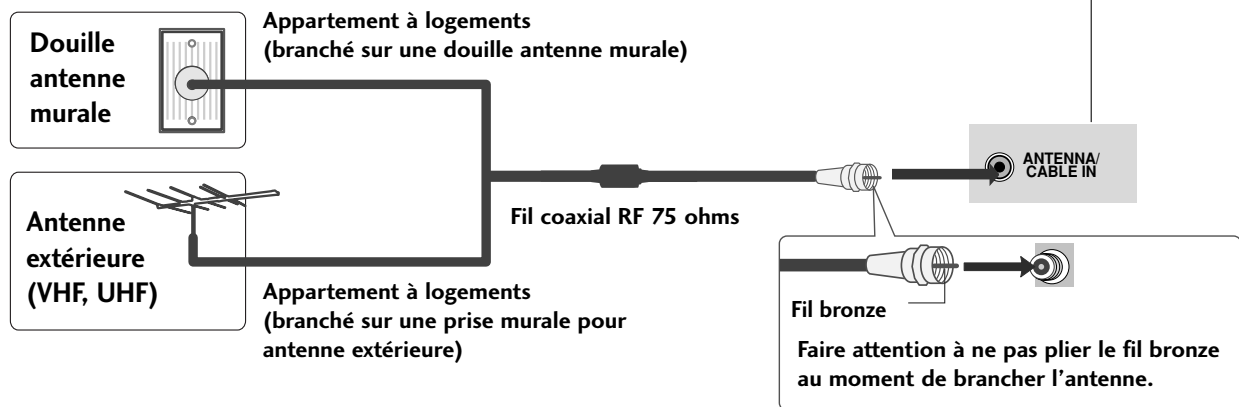 Douille
antenne
murale
Appartement à logements
(branché sur une douille antenne murale)
ANTENNA/
CABLE IN
Antenne
extérieure
(VHF, UHF)
Fil coaxial RF 75 ohms
Appartement à logements
(branché sur une prise murale pour
antenne extérieure)
Fil bronze
Faire attention à ne pas plier le fil bronze
au moment de brancher l’antenne.